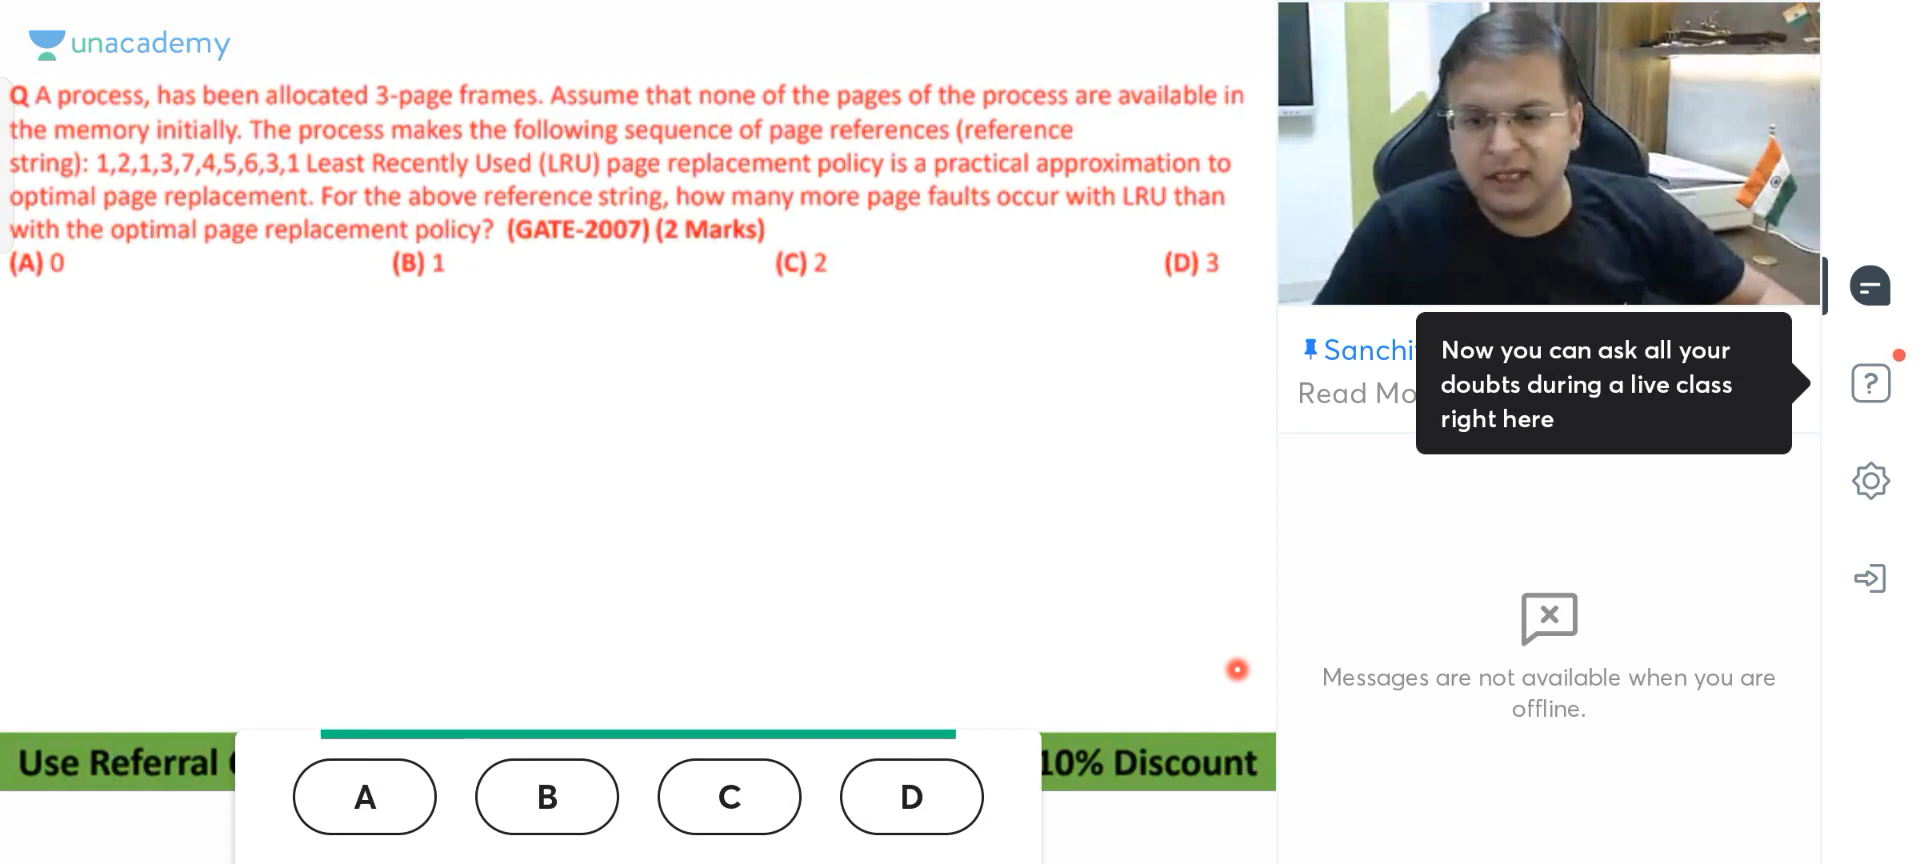 unacademy
Q A process, has been allocated 3-page frames. Assume that none of the pages of the process are available in
the memory initially. The process makes the following sequence of page references (reference
string): 1,2,1,3,7,4,5,6,3,1 Least Recently Used (LRU) page replacement policy is a practical approximation to
optimal page replacement. For the above reference string, how many more page faults occur with LRU than
with the optimal page replacement policy? (GATE-2007) (2 Marks)
(A) 0 (B) 1 (C) 2 (D) 3
Sanchi
Read Mo
Now you can ask all your
doubts during a live class
right here
?
Messages are not available when you are
offline.
Use Referral 10% Discount
A B C D